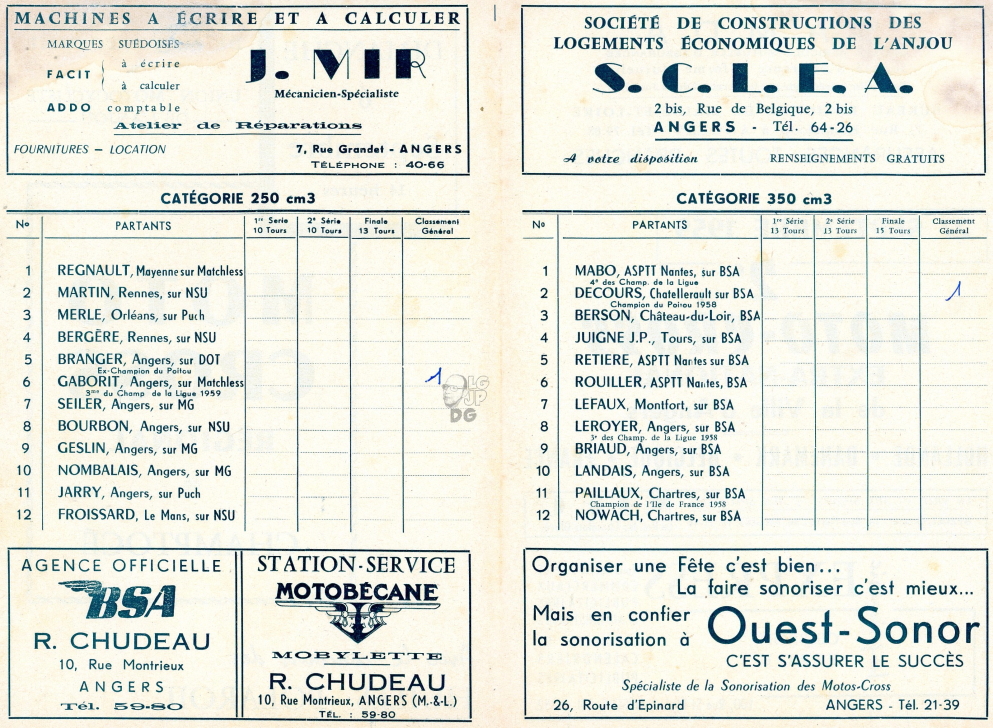 MACHINES A ÉCRIRE ET A CALCULER
MARQUES SUÉDOISES
FACIT { à écrire
à calculer
ADDO comptable
J. MIR
Mécanicien-Spécialiste
Atelier de Réparations
FOURNITURES – LOCATION
7, Rue Grandet - ANGERS
TÉLÉPHONE : 40-66
CATÉGORIE 250 cm3
No PARTANTS 1re Serie 10 Tours 2e Série 10 Tours Finale 13 Tours Classement Général
1 REGNAULT, Mayenne sur Matchless
2 MARTIN, Rennes, sur NSU
3 MERLE, Orléans, sur Puch
4 BERGÈRE, Rennes, sur NSU
5 BRANGER, Angers, sur DOT
Ex-Champion du Poitou
6 GABORIT, Angers, sur Matchless 1
3me du Champ de la Ligue 1959
7 SEILER, Angers, sur MG
8 BOURBON, Angers, sur NSU
9 GESLIN, Angers, sur MG
10 NOMBALAIS, Angers, sur MG
11 JARRY, Angers, sur Puch
12 FROISSARD, Le Mans, sur NSU
LG
JP
DG
AGENCE OFFICIELLE
BSA
R. CHUDEAU
10, Rue Montrieux
ANGERS
Tél. 59-80
STATION-SERVICE
MOTOBÉCANE
MOBYLETTE
R. CHUDEAU
10, Rue Montrieux, ANGERS (M.-&-L.)
TÉL. : 59-80
SOCIÉTÉ DE CONSTRUCTIONS DES
LOGEMENTS ÉCONOMIQUES DE L'ANJOU
S. C. L. E. A.
2 bis, Rue de Belgique, 2 bis
ANGERS - Tél. 64-26
A votre disposition RENSEIGNEMENTS GRATUITS
CATÉGORIE 350 cm3
No PARTANTS 1re Série 13 Tours 2e Série 13 Tours Finale 15 Tours Classement Général
1 MABO, ASPTT Nantes, sur BSA
4e des Champ. de la Ligue
2 DECOURS, Chatellerault sur BSA 1
Champion du Poitou 1958
3 BERSON, Château-du-Loir, BSA
4 JUIGNE J.P., Tours, sur BSA
5 RETIERE, ASPTT Nantes sur BSA
6 ROUILLER, ASPTT Nantes, sur BSA
7 LEFAUX, Montfort, sur BSA
8 LEROYER, Angers, sur BSA
3e des Champ. de la Ligue 1958
9 BRIAUD, Angers, sur BSA
10 LANDAIS, Angers, sur BSA
11 PAILLAUX, Chartres, sur BSA
Champion de l'Ile de France 1958
12 NOWACH, Chartres, sur BSA
Organiser une Fête c'est bien...
La faire sonoriser c'est mieux...
Mais en confier
la sonorisation à
Ouest-Sonor
C'EST S'ASSURER LE SUCCÈS
Spécialiste de la Sonorisation des Motos-Cross
26, Route d'Epinard ANGERS - Tél. 21-39